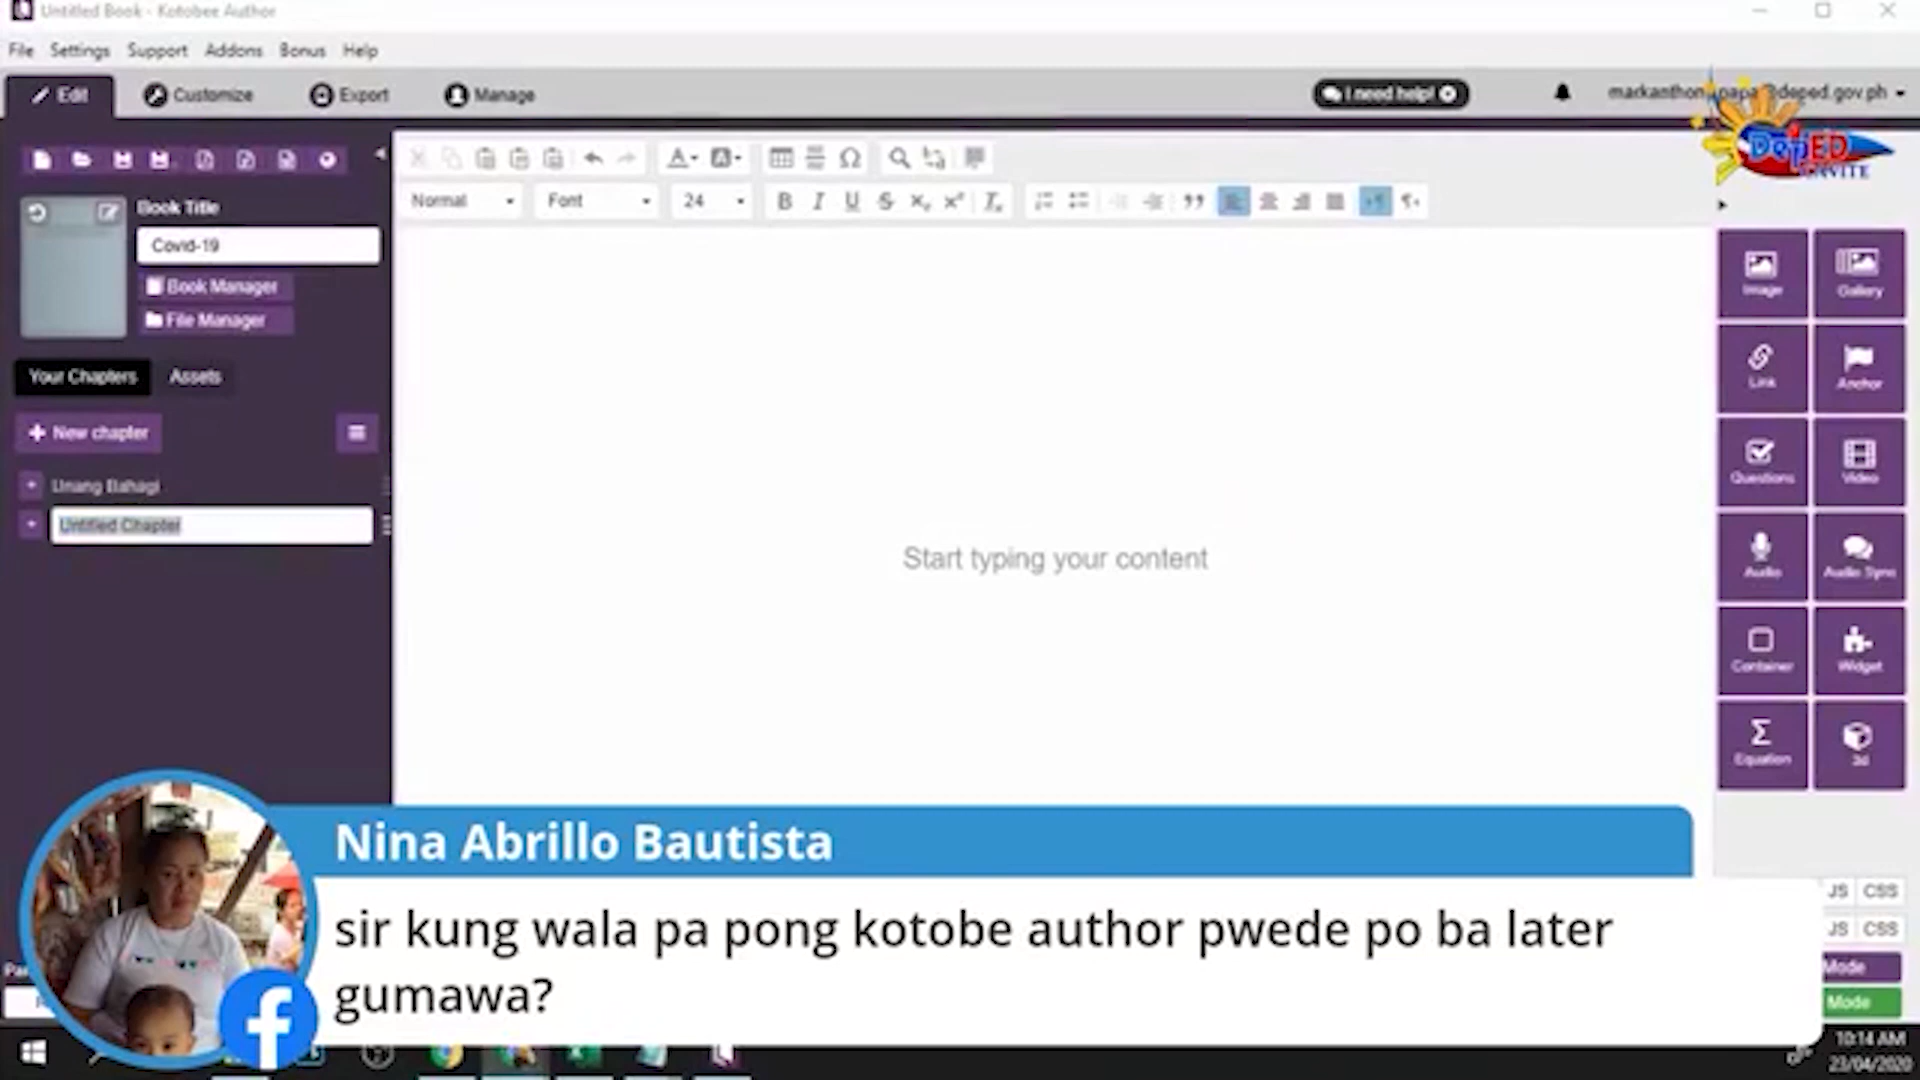 Untitled Book - Kotobee Author
File Settings Support Addons Bonus Help
Edit Customize Export Manage
I need help!
DepED
Normal Font 24 B I U S
Book Title
Covid-19
Book Manager
File Manager
Your Chapters Assets
New chapter
Unang Bahagi
Untitled Chapter
Start typing your content
Image Gallery
Link Anchor
Questions Video
Audio Audio Sync
Container Widget
Equation 3d
JS CSS
JS CSS
Mode
Mode
Nina Abrillo Bautista
sir kung wala pa pong kotobe author pwede po ba later
gumawa?
10:14 AM
23/04/2020